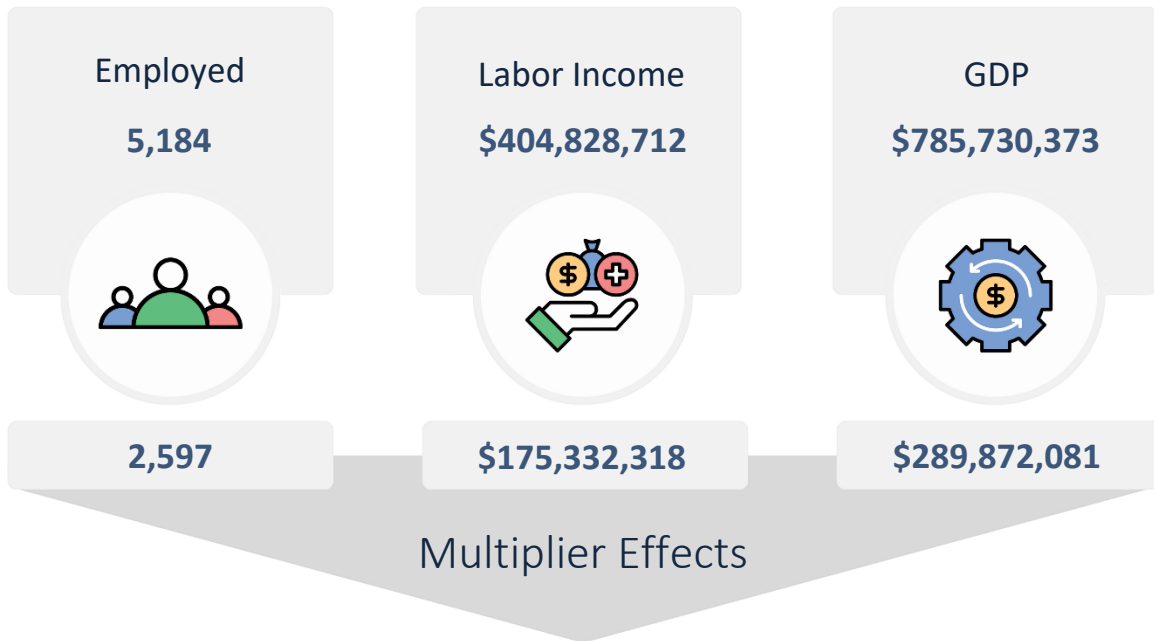 Employed
5,184
Labor Income
$404,828,712
GDP
$785,730,373
2,597
$175,332,318
$289,872,081
Multiplier Effects